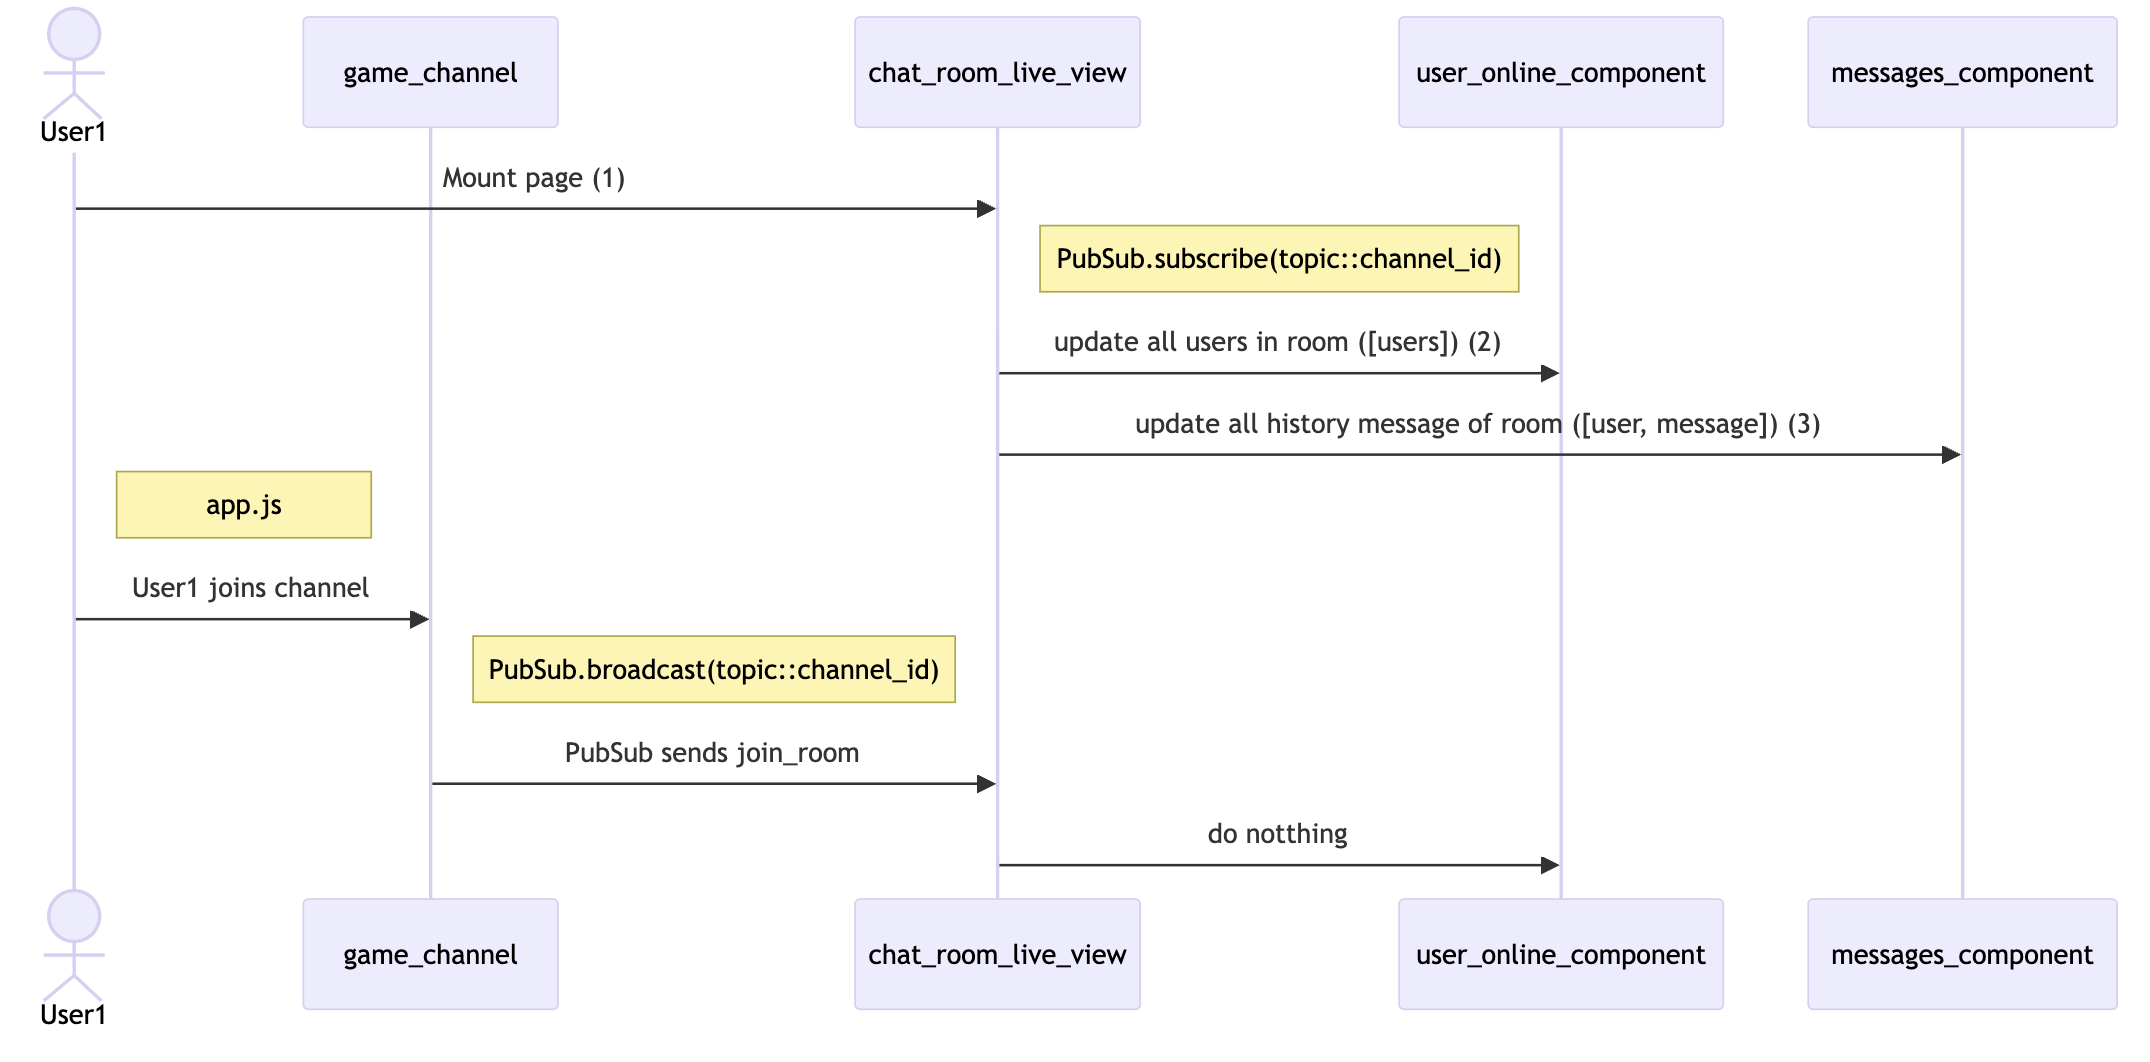 User1
game_channel
chat_room_live_view
user_online_component
messages_component
Mount page (1)
PubSub.subscribe(topic::channel_id)
update all users in room ([users]) (2)
update all history message of room ([user, message]) (3)
app.js
User1 joins channel
PubSub.broadcast(topic::channel_id)
PubSub sends join_room
do notthing
User1
game_channel
chat_room_live_view
user_online_component
messages_component